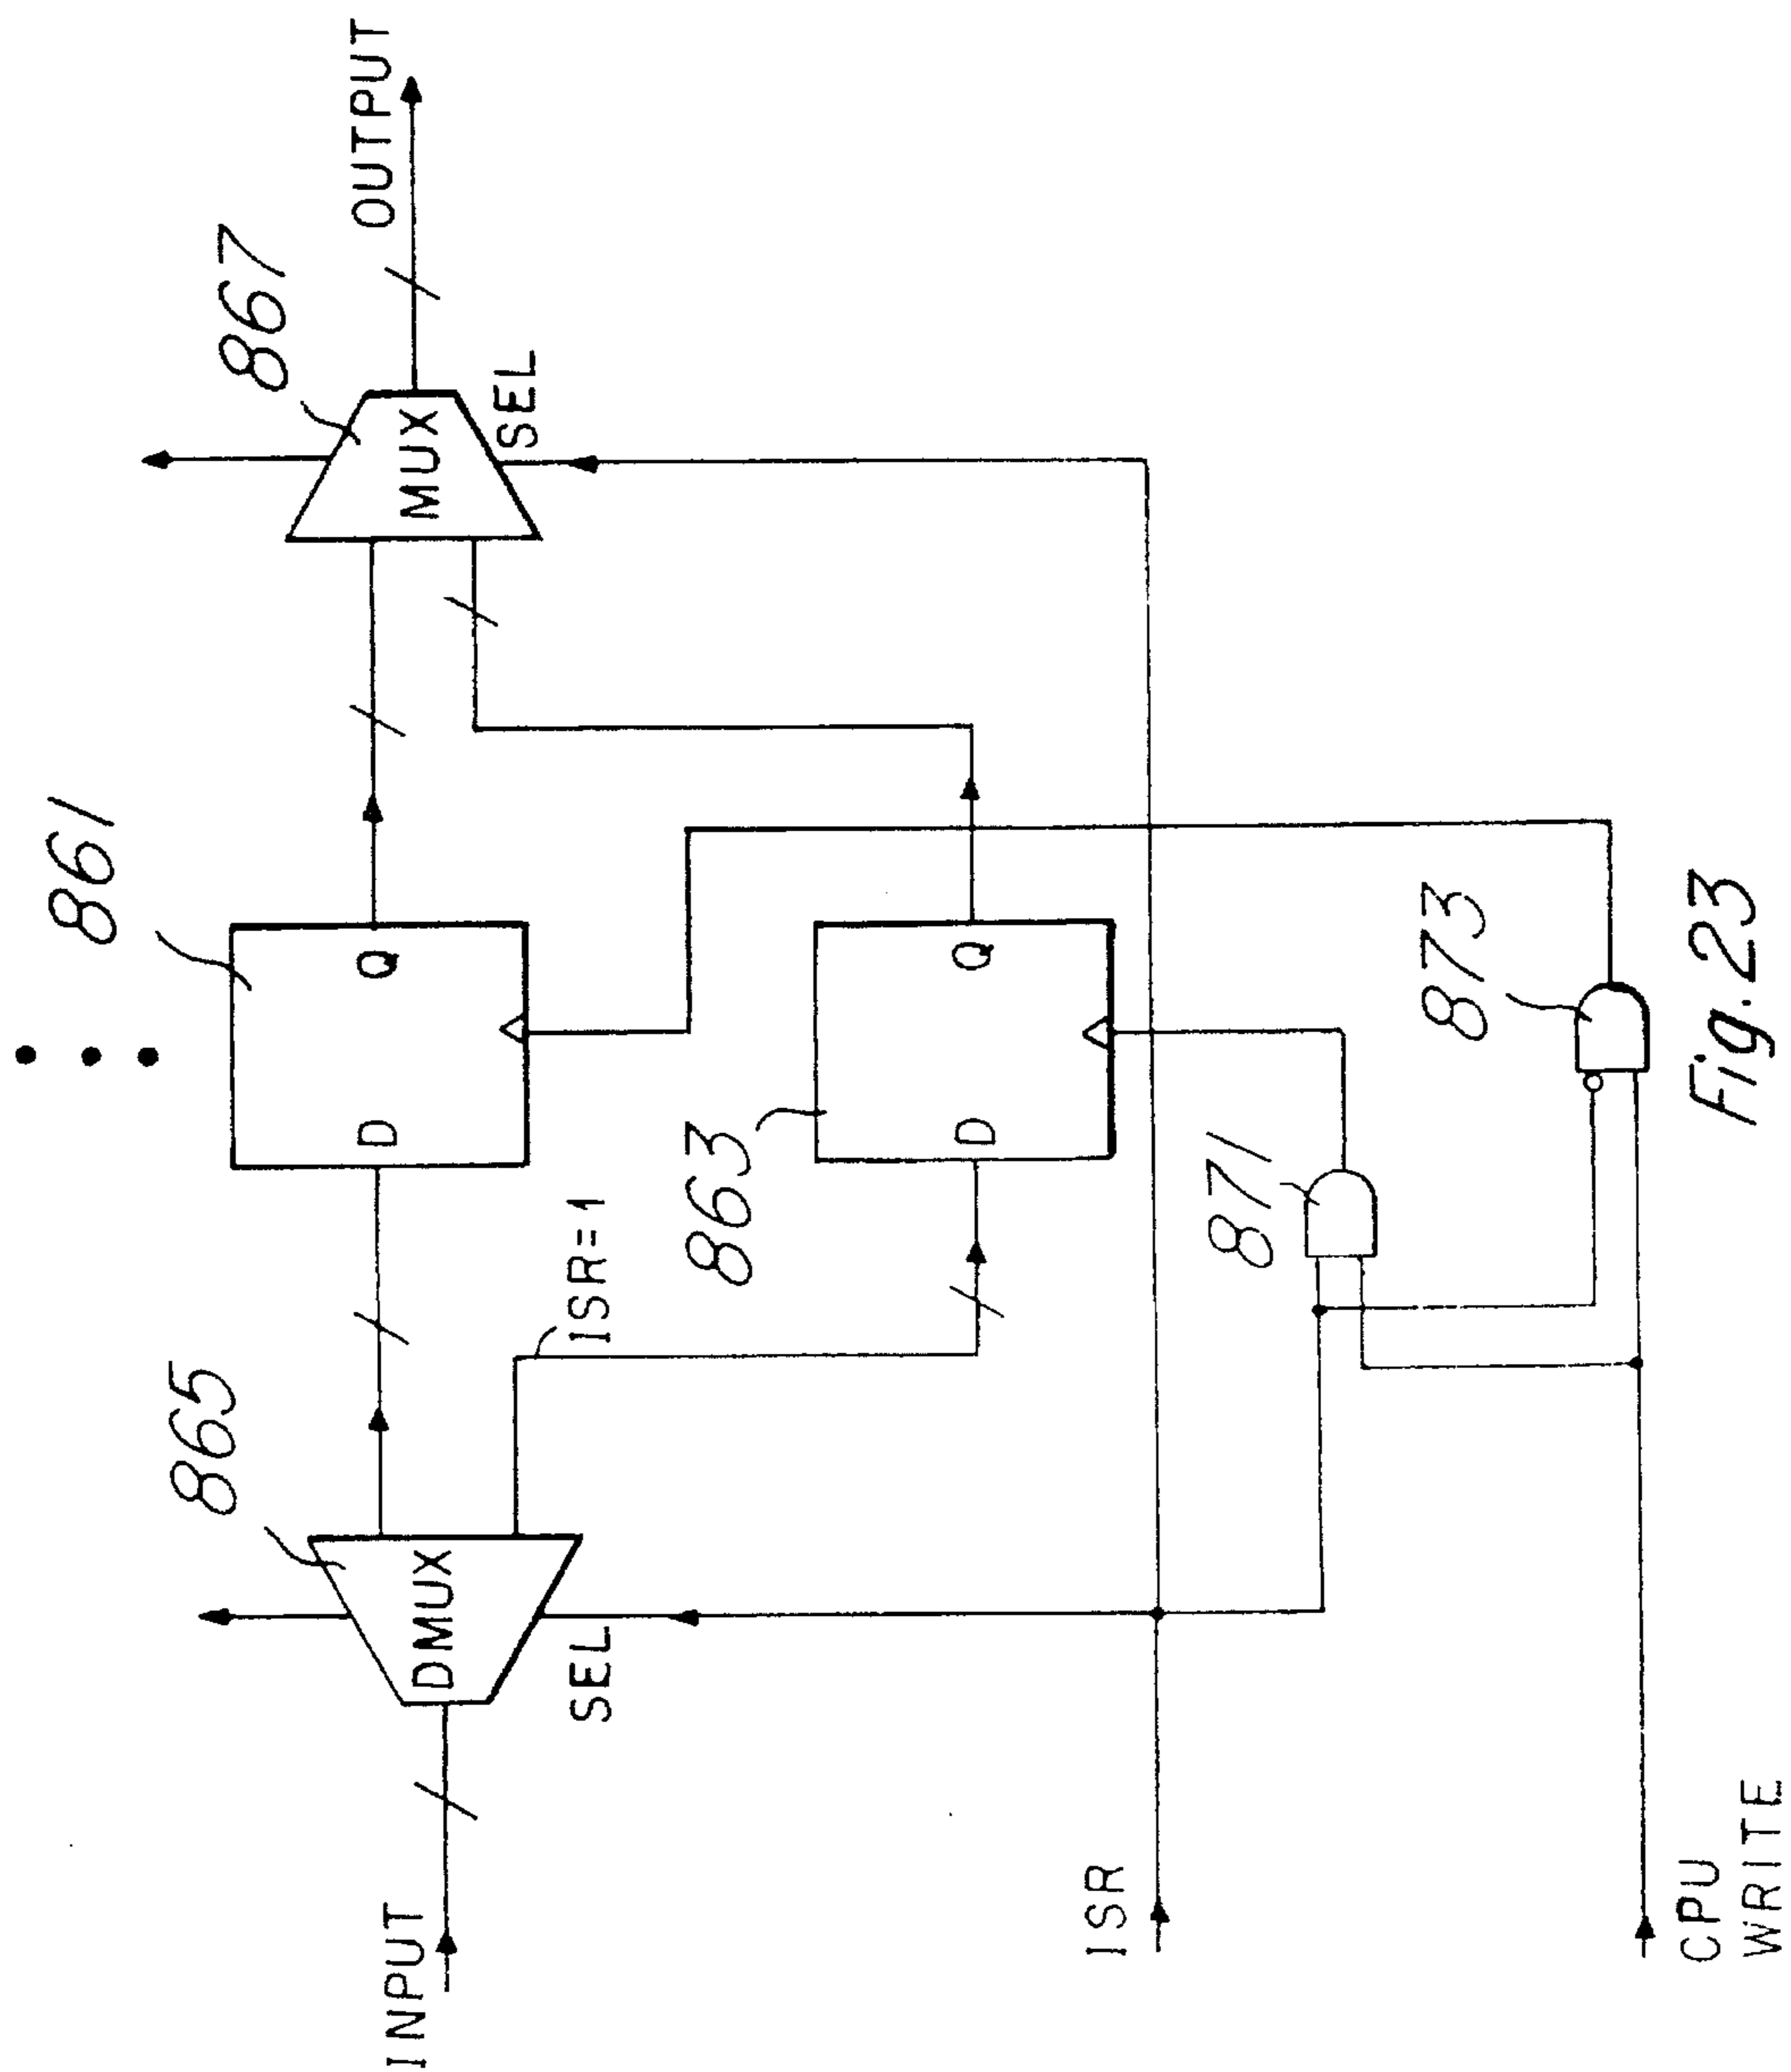 861
867
865
OUTPUT
INPUT
DMUX
SEL
D
Q
MUX
SEL
ISR=1
863
D
Q
ISR
871
873
CPU
WRITE
Fig. 23